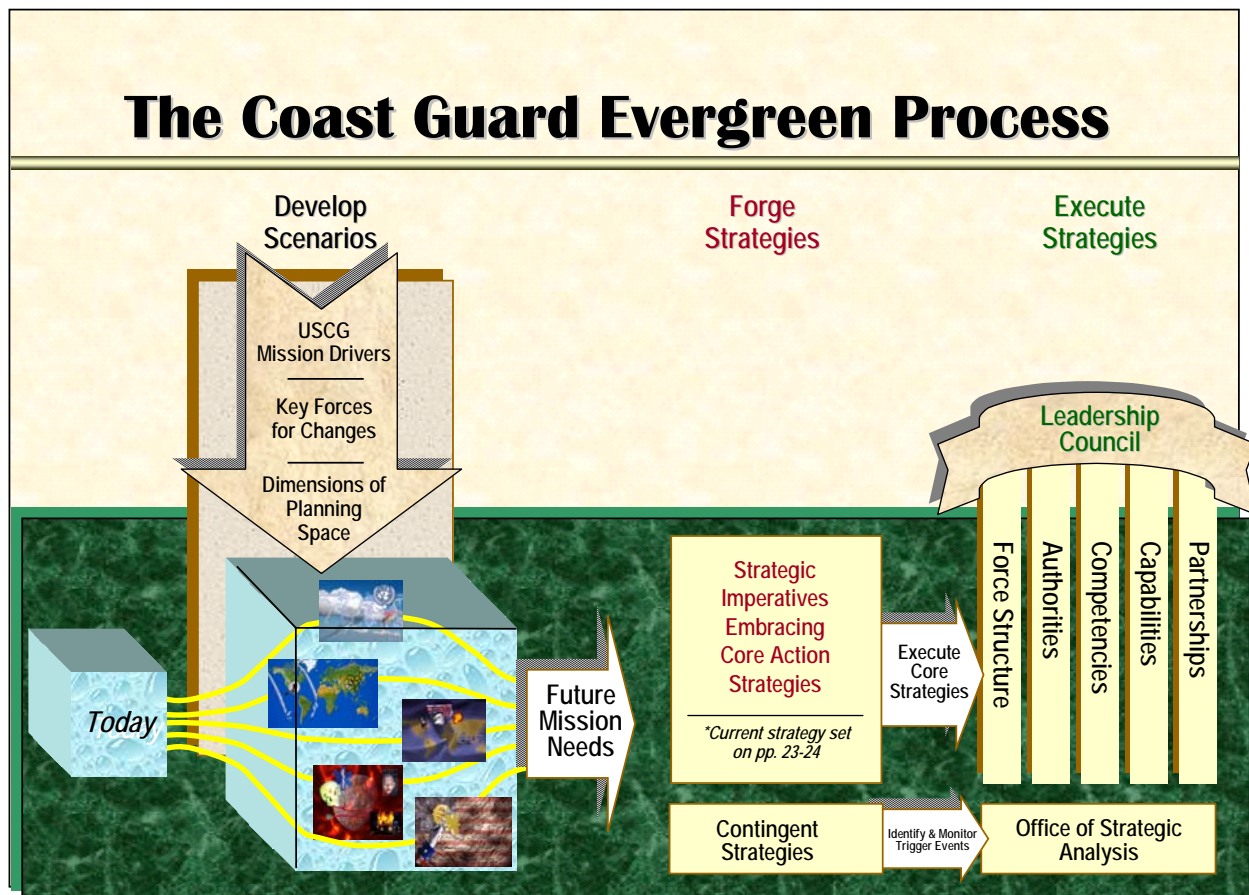 The Coast Guard Evergreen Process
Develop
Scenarios
Forge
Strategies
Execute
Strategies
USCG
Mission Drivers
Key Forces
for Changes
Dimensions of
Planning
Space
Leadership
Council
Today
Future
Mission
Needs
Strategic
Imperatives
Embracing
Core Action
Strategies
*Current strategy set
on pp. 23-24
Execute
Core
Strategies
Force Structure
Authorities
Competencies
Capabilities
Partnerships
Contingent
Strategies
Identify & Monitor
Trigger Events
Office of Strategic
Analysis